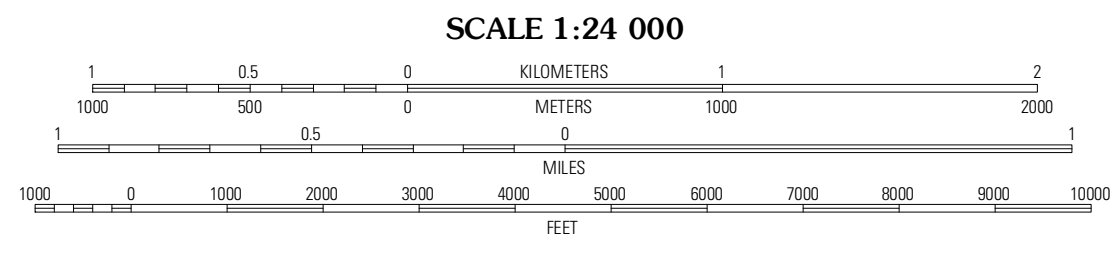 SCALE 1:24 000
1 0.5 0 KILOMETERS 1 2
1000 500 0 METERS 1000 2000
1 0.5 0 1
MILES
1000 0 1000 2000 3000 4000 5000 6000 7000 8000 9000 10000
FEET